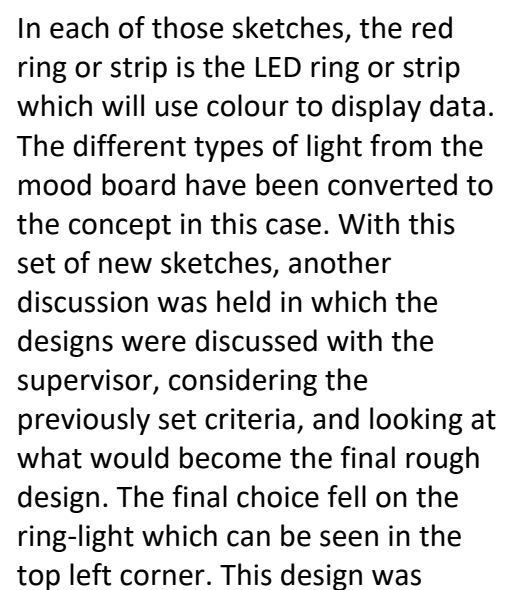 In each of those sketches, the red
ring or strip is the LED ring or strip
which will use colour to display data.
The different types of light from the
mood board have been converted to
the concept in this case. With this
set of new sketches, another
discussion was held in which the
designs were discussed with the
supervisor, considering the
previously set criteria, and looking at
what would become the final rough
design. The final choice fell on the
ring-light which can be seen in the
top left corner. This design was